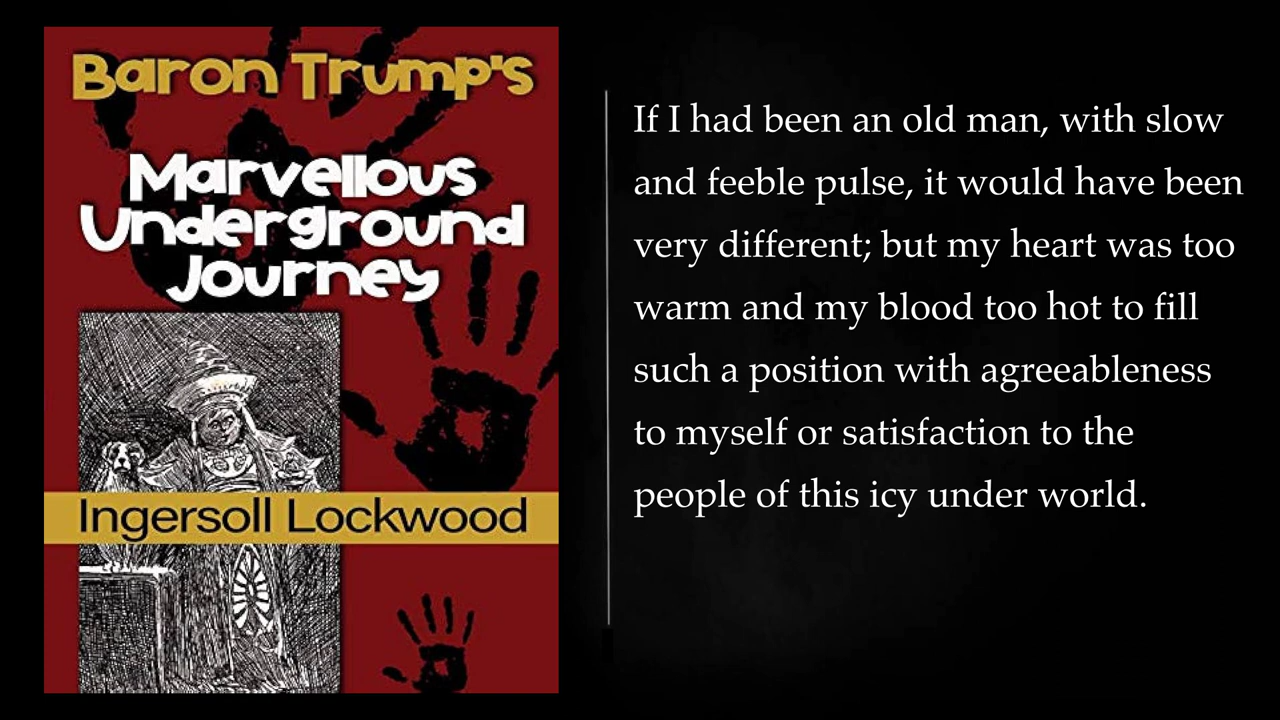 Baron Trump's
Marvellous
Underground
Journey
Ingersoll Lockwood
If I had been an old man, with slow
and feeble pulse, it would have been
very different; but my heart was too
warm and my blood too hot to fill
such a position with agreeableness
to myself or satisfaction to the
people of this icy under world.